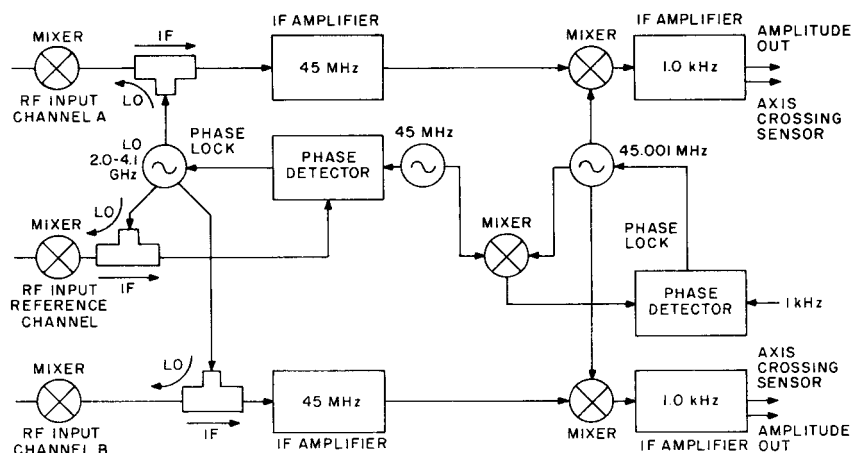 IF AMPLIFIER
MIXER
IF
45 MHz
MIXER
IF AMPLIFIER
1.0 kHz
AMPLITUDE
OUT
AXIS
CROSSING
SENSOR
RF INPUT
CHANNEL A
LO
LO
2.0-4.1
GHz
PHASE
LOCK
PHASE
DETECTOR
45 MHz
45.001 MHz
LO
MIXER
IF
RF INPUT
REFERENCE
CHANNEL
MIXER
PHASE
LOCK
PHASE
DETECTOR
1 kHz
MIXER
RF INPUT
CHANNEL B
LO
IF
45 MHz
IF AMPLIFIER
MIXER
1.0 kHz
IF AMPLIFIER
AXIS
CROSSING
SENSOR
AMPLITUDE
OUT